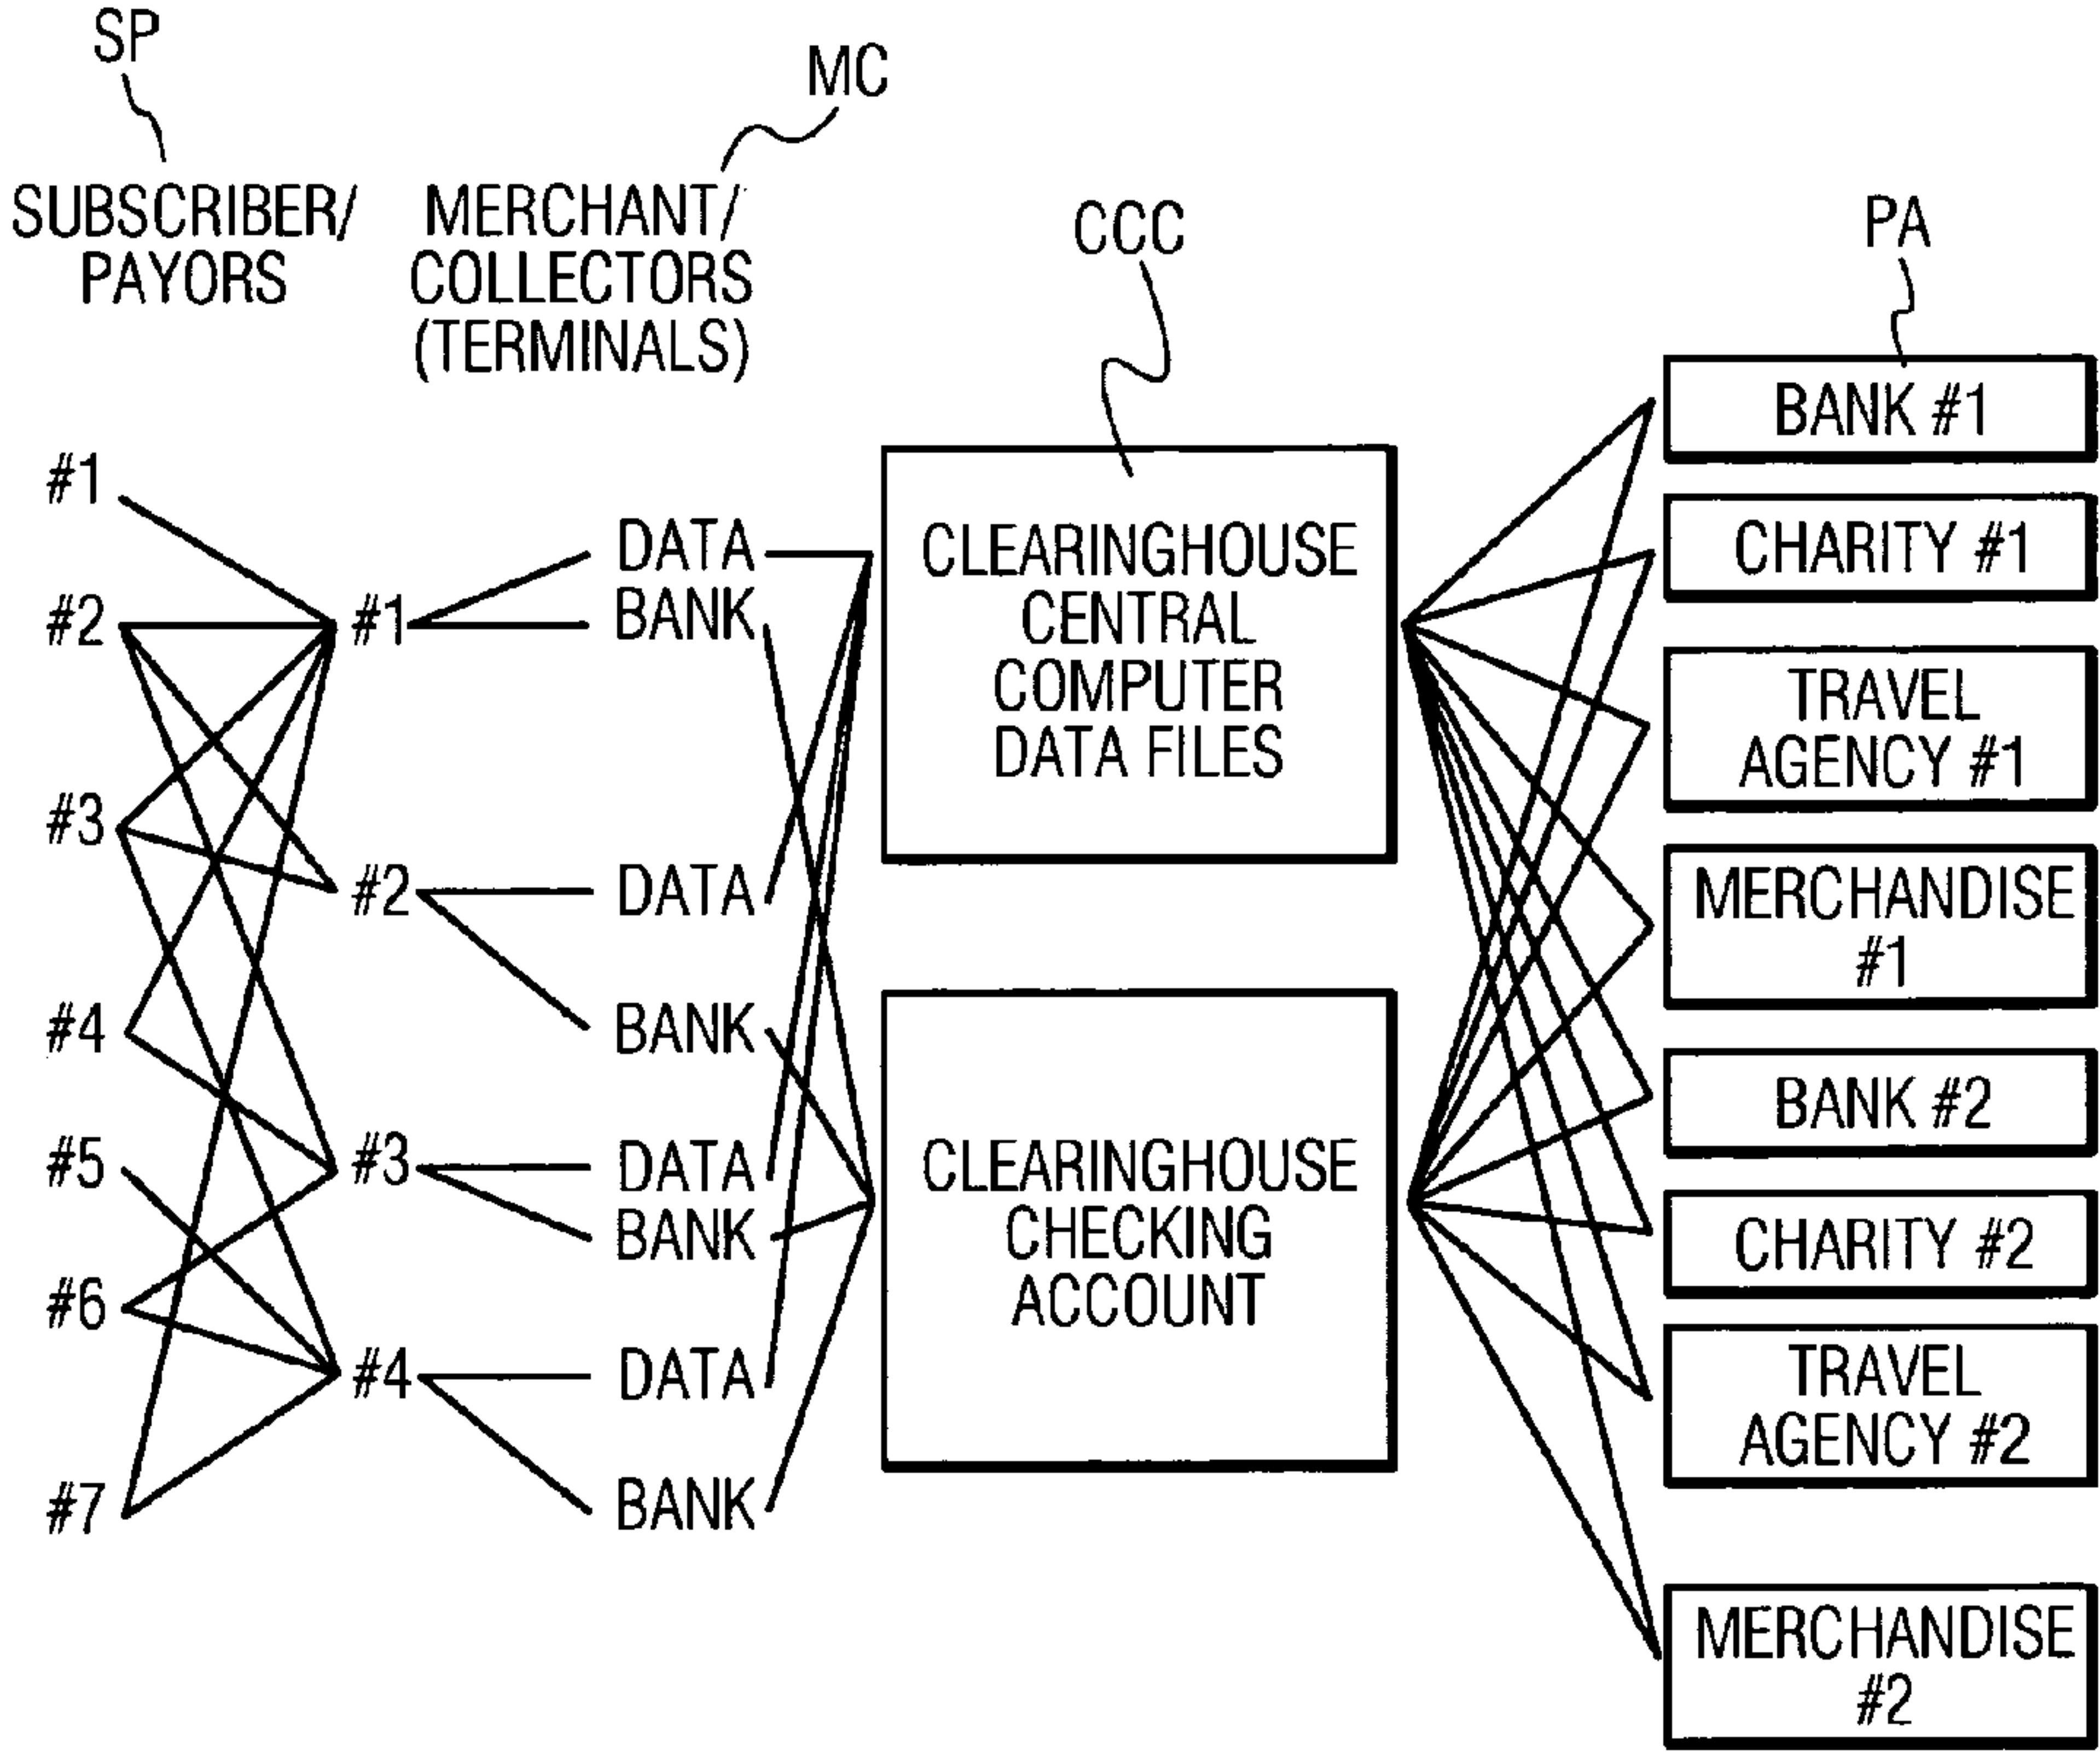 SP
MC
SUBSCRIBER/
PAYORS
MERCHANT/
COLLECTORS
(TERMINALS)
CCC
PA
#1
#2
#3
#4
#5
#6
#7
#1
#2
#3
#4
DATA
BANK
DATA
BANK
DATA
BANK
DATA
BANK
CLEARINGHOUSE
CENTRAL
COMPUTER
DATA FILES
CLEARINGHOUSE
CHECKING
ACCOUNT
BANK #1
CHARITY #1
TRAVEL
AGENCY #1
MERCHANDISE
#1
BANK #2
CHARITY #2
TRAVEL
AGENCY #2
MERCHANDISE
#2